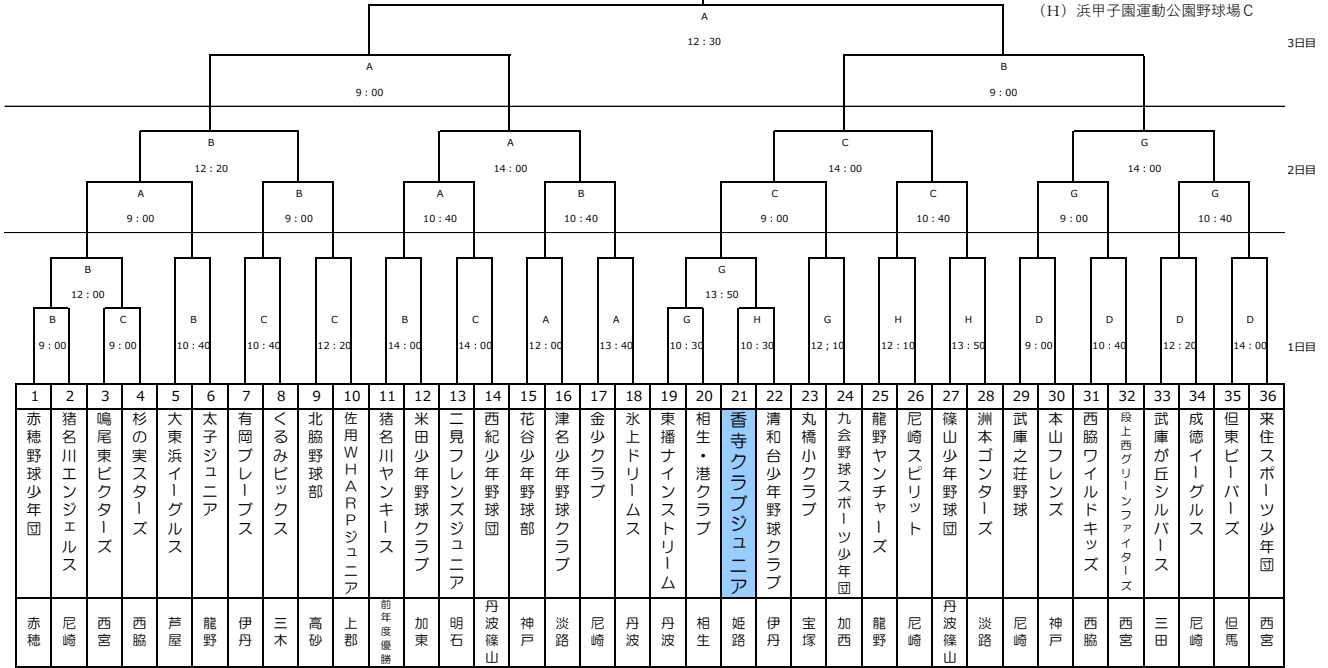 （H）浜甲子園運動公園野球場C
A
12：30
3日目
A
B
9：00
9：00
B
A
C
G
12：20
14：00
14：00
14：00
2日目
A
B
A
B
C
C
G
G
9：00
9：00
10：40
10：40
9：00
10：40
9：00
10：40
B
G
12：00
13：50
B
C
B
C
C
B
C
A
A
G
H
G
H
H
D
D
D
D
9：00
9：00
10：40
10：40
12：20
14：00
14：00
12：00
13：40
10：30
10：30
12；10
12：10
13：50
9：00
10：40
12：20
14：00
1日目
1 2 3 4 5 6 7 8 9 10 11 12 13 14 15 16 17 18 19 20 21 22 23 24 25 26 27 28 29 30 31 32 33 34 35 36
赤穂野球少年団
猪名川エンジェルス
鳴尾東ビクターズ
杉の実スターズ
大東浜イーグルス
太子ジュニア
有岡ブレーブス
くるみビックス
北脇野球部
佐用WHARPジュニア
猪名川ヤンキース
米田少年野球クラブ
二見フレンズジュニア
西紀少年野球団
花谷少年野球部
津名少年野球クラブ
金少クラブ
氷上ドリームス
東播ナインストリーム
相生・港クラブ
香寺クラブジュニア
清和台少年野球クラブ
丸橋小クラブ
九会野球スポーツ少年団
龍野ヤンチャーズ
尼崎スピリット
篠山少年野球団
洲本ゴンターズ
武庫之荘野球
本山フレンズ
西脇ワイルドキッズ
段上西グリーンファイターズ
武庫が丘シルバース
成徳イーグルス
但東ビーバーズ
来住スポーツ少年団
赤穂
尼崎
西宮
西脇
芦屋
龍野
伊丹
三木
高砂
上郡
前年度優勝
加東
明石
丹波篠山
神戸
淡路
尼崎
丹波
丹波
相生
姫路
伊丹
宝塚
加西
龍野
尼崎
丹波篠山
淡路
尼崎
神戸
西脇
西宮
三田
尼崎
但馬
西宮